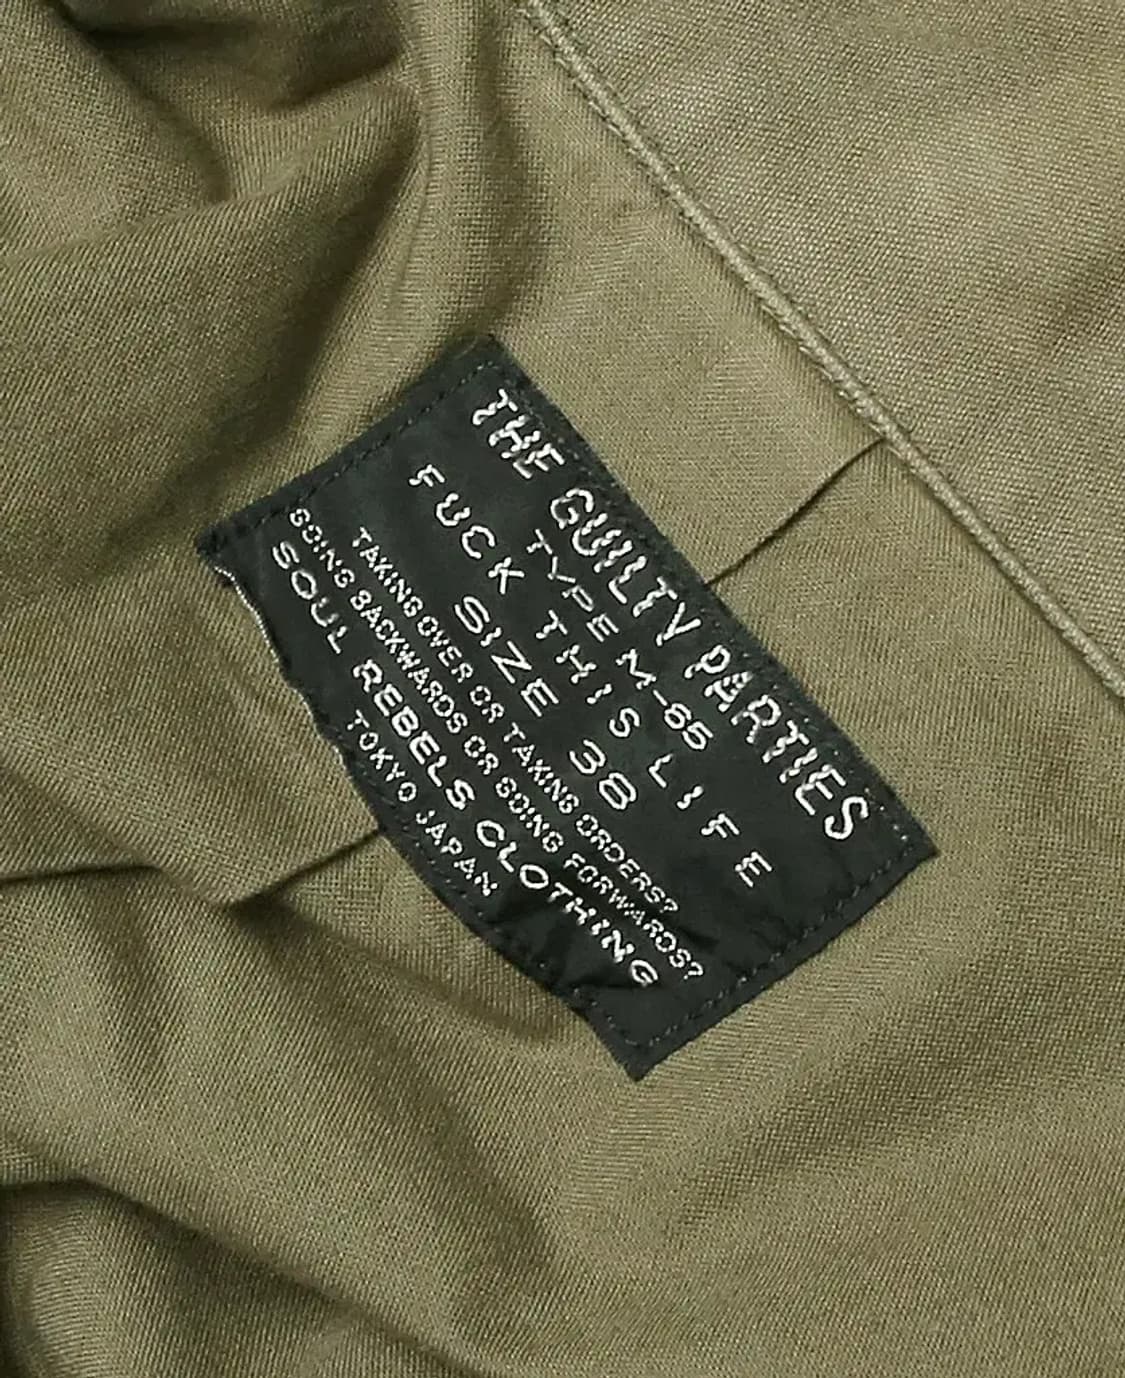 THE GUILTY PARTIES
TYPE M-65
FUCK THIS LIFE
SIZE 38
TAKING OVER OR TAKING ORDERS?
GOING BACKWARDS OR GOING FORWARDS?
SOUL REBELS CLOTHING
TOKYO JAPAN